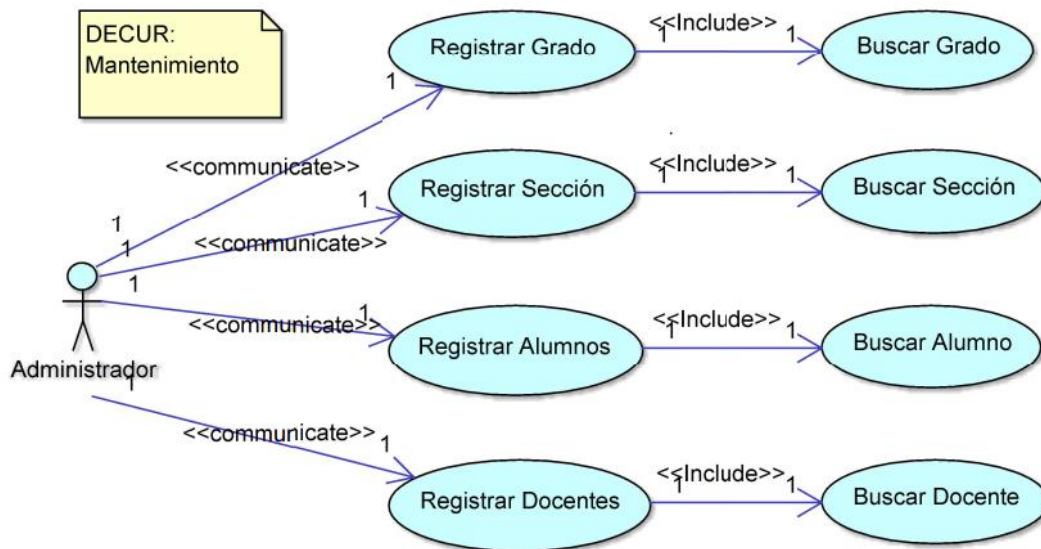 DECUR:
Mantenimiento
Registrar Grado
<<Include>>
1
1
Buscar Grado
1
<<communicate>>
1
Registrar Sección
<<Include>>
1
1
Buscar Sección
1
<<communicate>>
1
Registrar Alumnos
<<Include>>
1
1
Buscar Alumno
1
<<communicate>>
1
Administrador
Registrar Docentes
<<Include>>
1
1
Buscar Docente
1
<<communicate>>
1